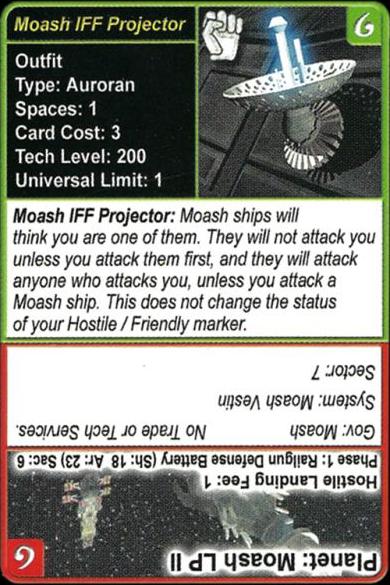 Moash IFF Projector
6
Outfit
Type: Auroran
Spaces: 1
Card Cost: 3
Tech Level: 200
Universal Limit: 1
Moash IFF Projector: Moash ships will
think you are one of them. They will not attack you
unless you attack them first, and they will attack
anyone who attacks you, unless you attack a
Moash ship. This does not change the status
of your Hostile / Friendly marker.
Planet: Moash LP II
6
Hostile Landing Fee: 1
Phase 1: Railgun Defense Battery (Sh: 18 Ar: 23) Sac: 6
Gov: Moash No Trade or Tech Services.
System: Moash Vestin
Sector: 7